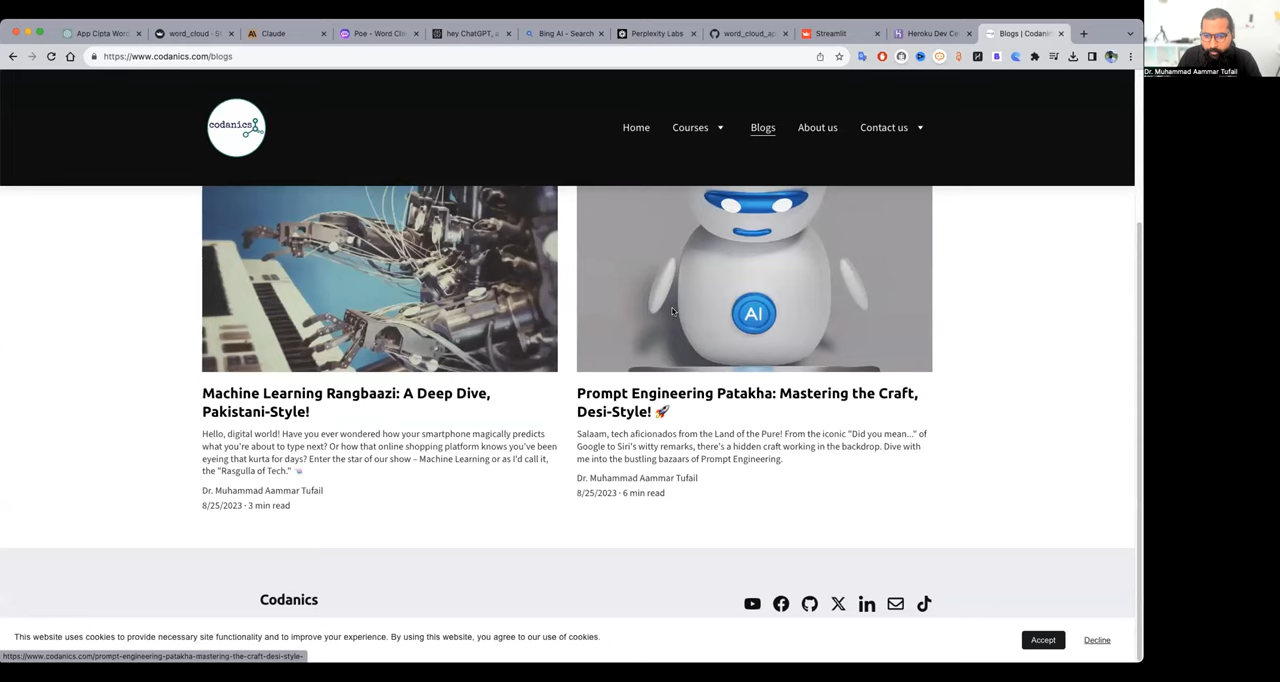 App Cipta Wor
word_cloud · St
Claude
Poe - Word Clo
hey ChatGPT, a
Bing AI - Search
Perplexity Labs
word_cloud_ap
Streamlit
Heroku Dev Ce
Blogs | Codani
https://www.codanics.com/blogs
Dr. Muhammad Aammar Tufail
codanics
Home
Courses
Blogs
About us
Contact us
AI
Machine Learning Rangbaazi: A Deep Dive,
Pakistani-Style!
Hello, digital world! Have you ever wondered how your smartphone magically predicts
what you're about to type next? Or how that online shopping platform knows you've been
eyeing that kurta for days? Enter the star of our show – Machine Learning or as I'd call it,
the "Rasgulla of Tech." 🍬
Dr. Muhammad Aammar Tufail
8/25/2023 · 3 min read
Prompt Engineering Patakha: Mastering the Craft,
Desi-Style! 🚀
Salaam, tech aficionados from the Land of the Pure! From the iconic "Did you mean..." of
Google to Siri's witty remarks, there's a hidden craft working in the backdrop. Dive with
me into the bustling bazaars of Prompt Engineering.
Dr. Muhammad Aammar Tufail
8/25/2023 · 6 min read
Codanics
This website uses cookies to provide necessary site functionality and to improve your experience. By using this website, you agree to our use of cookies.
Accept
Decline
https://www.codanics.com/prompt-engineering-patakha-mastering-the-craft-desi-style-